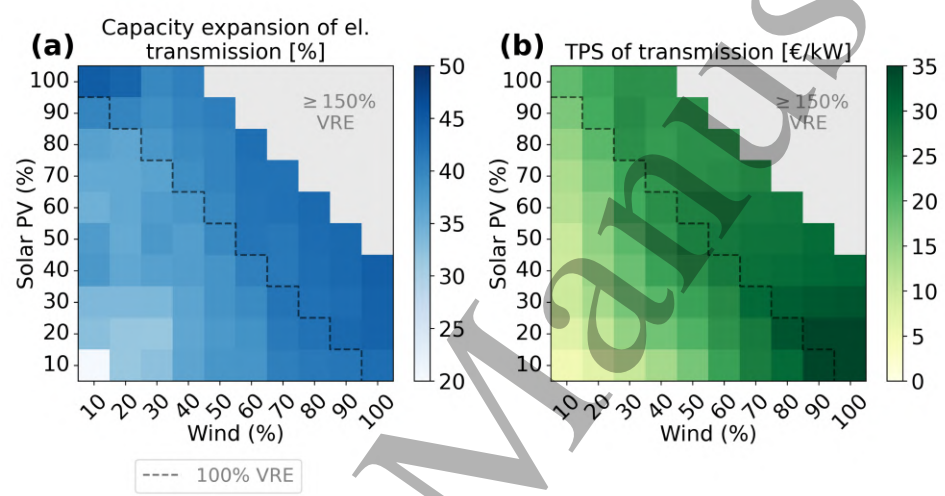 (a)
Capacity expansion of el.
transmission [%]
Solar PV (%)
100
90
80
70
60
50
40
30
20
10
≥ 150%
VRE
10 20 30 40 50 60 70 80 90 100
Wind (%)
50
45
40
35
30
25
20
100% VRE
(b)
TPS of transmission [€/kW]
Solar PV (%)
100
90
80
70
60
50
40
30
20
10
≥ 150%
VRE
10 20 30 40 50 60 70 80 90 100
Wind (%)
35
30
25
20
15
10
5
0
Manus